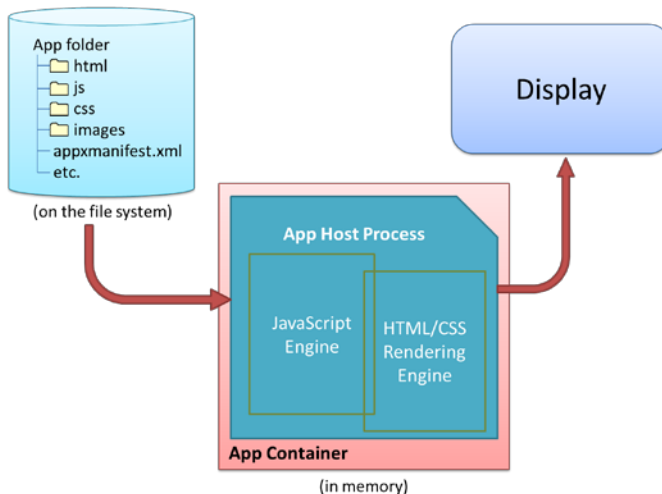 App folder
html
js
css
images
appxmanifest.xml
etc.
(on the file system)
Display
App Host Process
JavaScript
Engine
HTML/CSS
Rendering
Engine
App Container
(in memory)